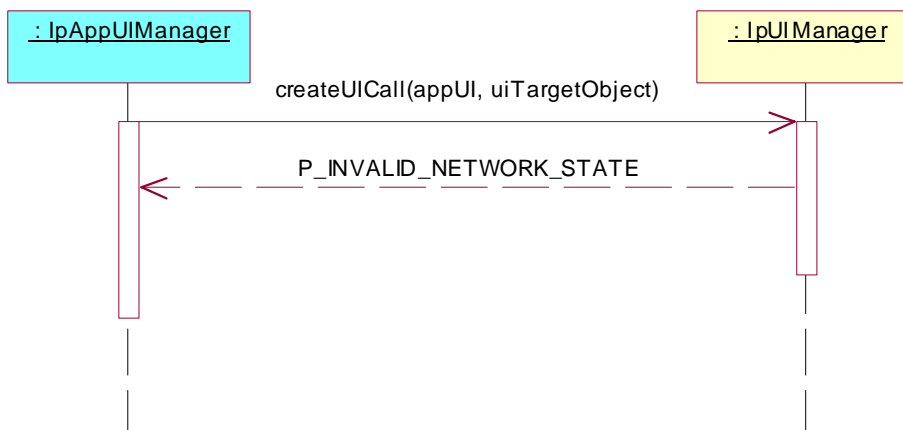 : IpAppUIManager
: IpUIManager
createUICall(appUI, uiTargetObject)
P_INVALID_NETWORK_STATE